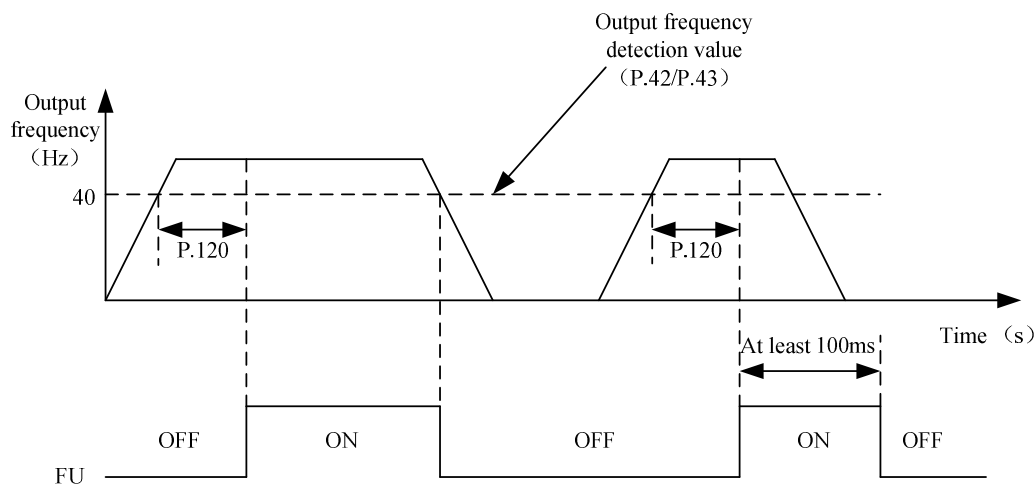 Output frequency
detection value
（P.42/P.43）
Output
frequency
（Hz）
40
P.120
P.120
Time （s）
At least 100ms
OFF
ON
OFF
ON
OFF
FU